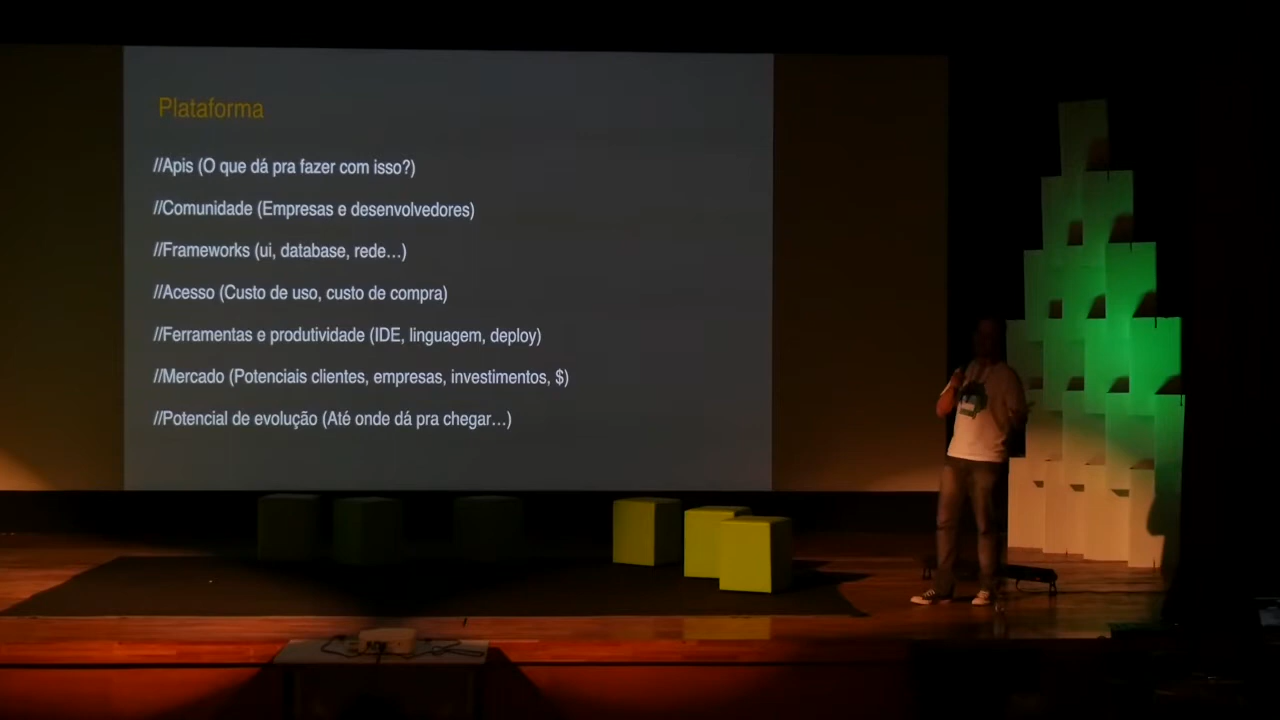 Plataforma
//Apis (O que dá pra fazer com isso?)
//Comunidade (Empresas e desenvolvedores)
//Frameworks (ui, database, rede...)
//Acesso (Custo de uso, custo de compra)
//Ferramentas e produtividade (IDE, linguagem, deploy)
//Mercado (Potenciais clientes, empresas, investimentos, $)
//Potencial de evolução (Até onde dá pra chegar...)